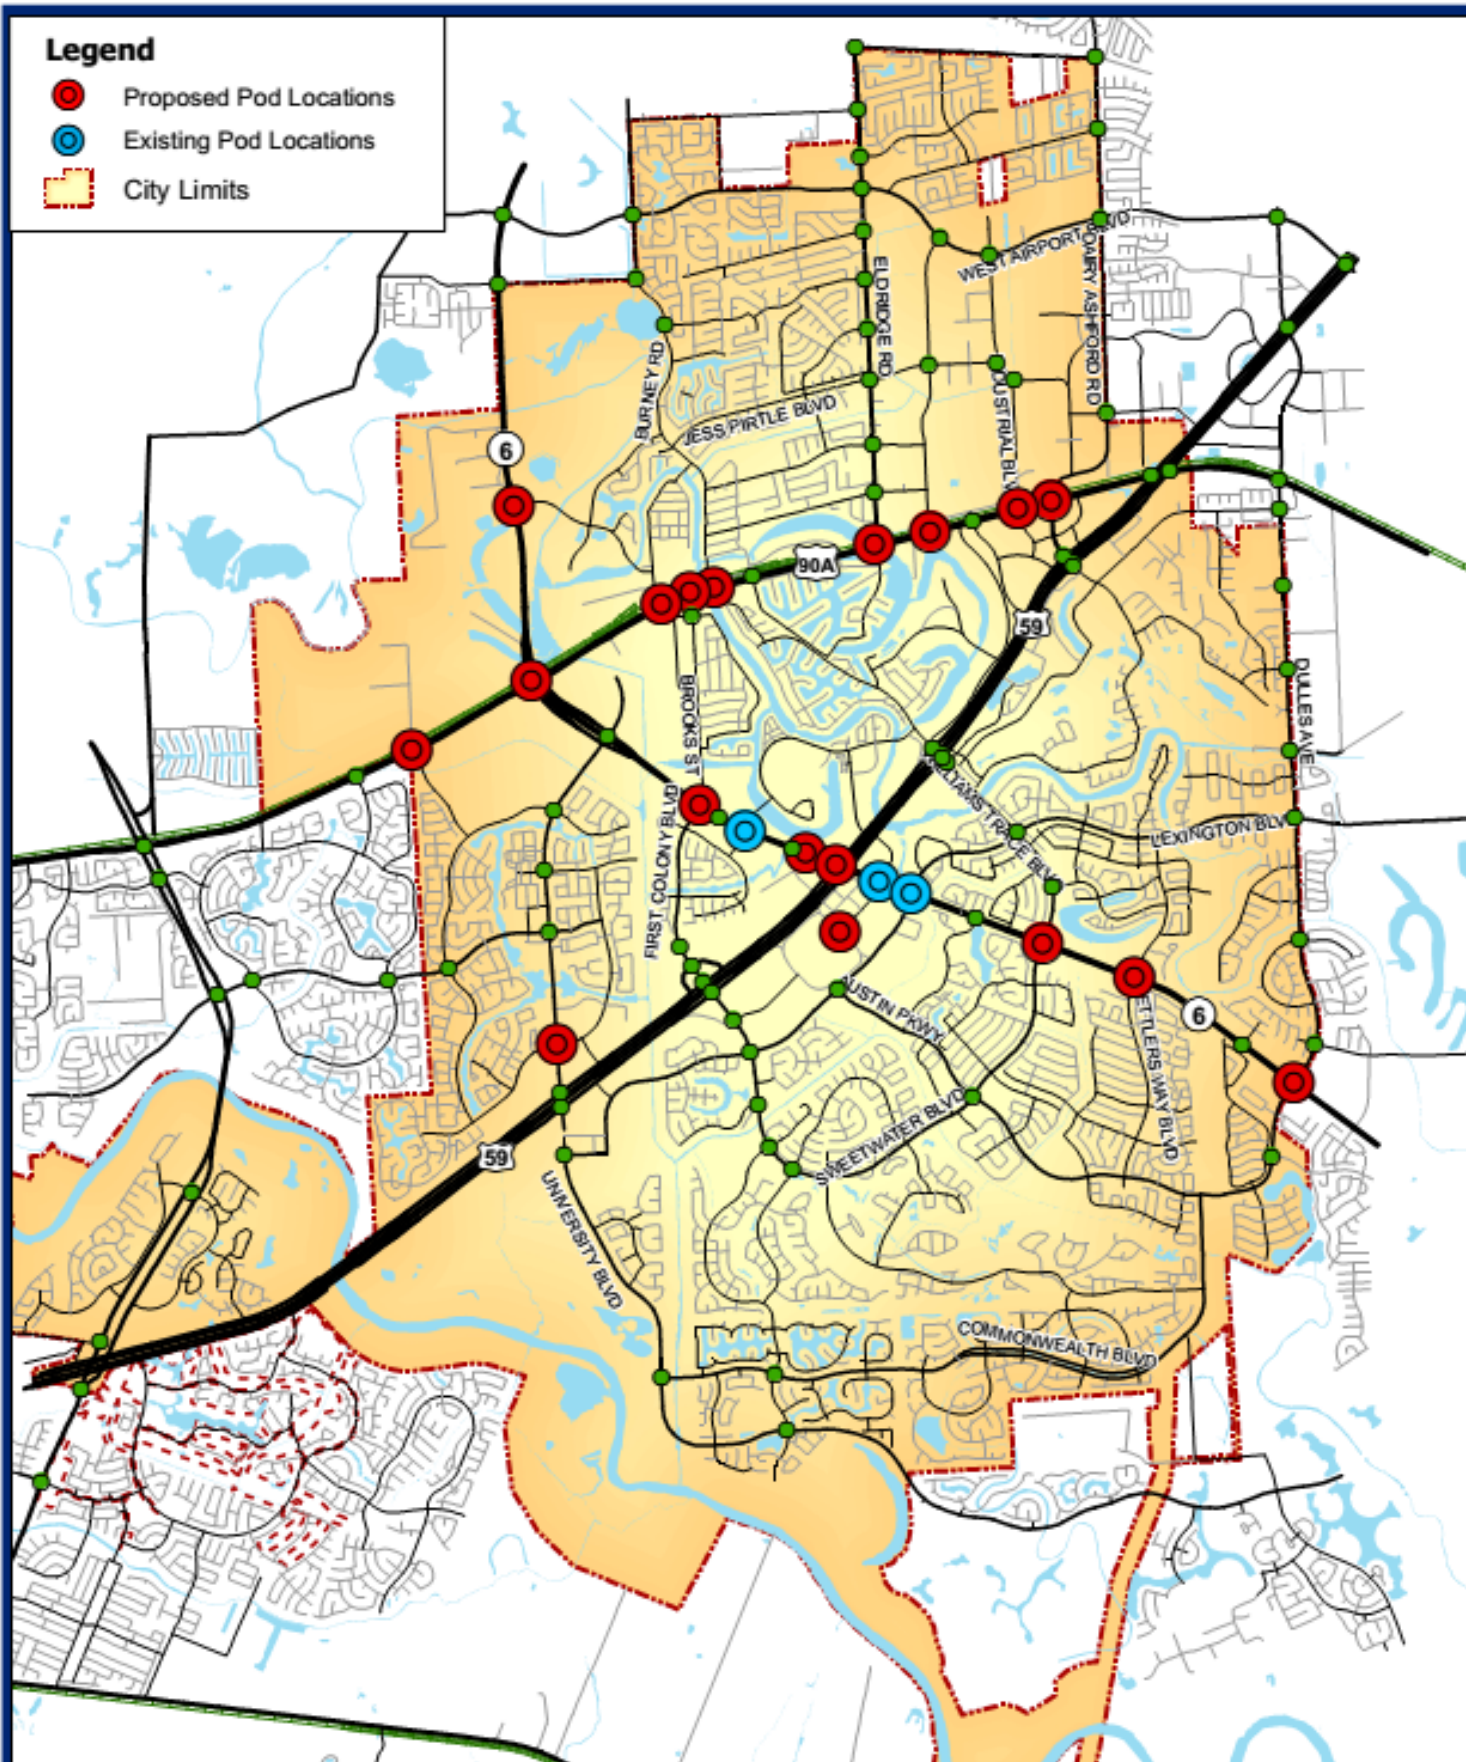 Legend
Proposed Pod Locations
Existing Pod Locations
City Limits
WEST AIRPORT BLVD
DAIRY ASHFORD RD
ELDRIDGE RD
BURNEY RD
JESS PIRTLE BLVD
6
90A
59
BROOKS ST
DULLES AVE
LEXINGTON BLV
FIRST COLONY BLVD
AUSTIN PKWY
6
ETTLERS WAY BLVD
SWEETWATER BLVD
59
UNIVERSITY BLVD
COMMONWEALTH BLVD